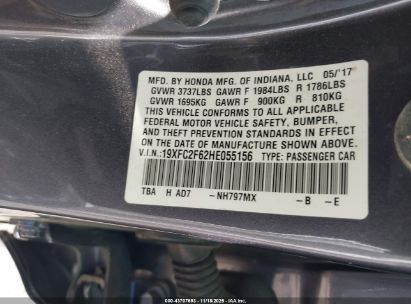 MFD. BY HONDA MFG. OF INDIANA, LLC 05/'17
GVWR 3737LBS GAWR F 1984LBS R 1786LBS
GVWR 1695KG GAWR F 900KG R 810KG
THIS VEHICLE CONFORMS TO ALL APPLICABLE
FEDERAL MOTOR VEHICLE SAFETY, BUMPER,
AND THEFT PREVENTION STANDARDS IN EFFECT
ON THE DATE OF MANUFACTURE SHOWN ABOVE.
V.I.N.:19XFC2F62HE055156 TYPE: PASSENGER CAR
TBA H AD7 -NH797MX -B -E